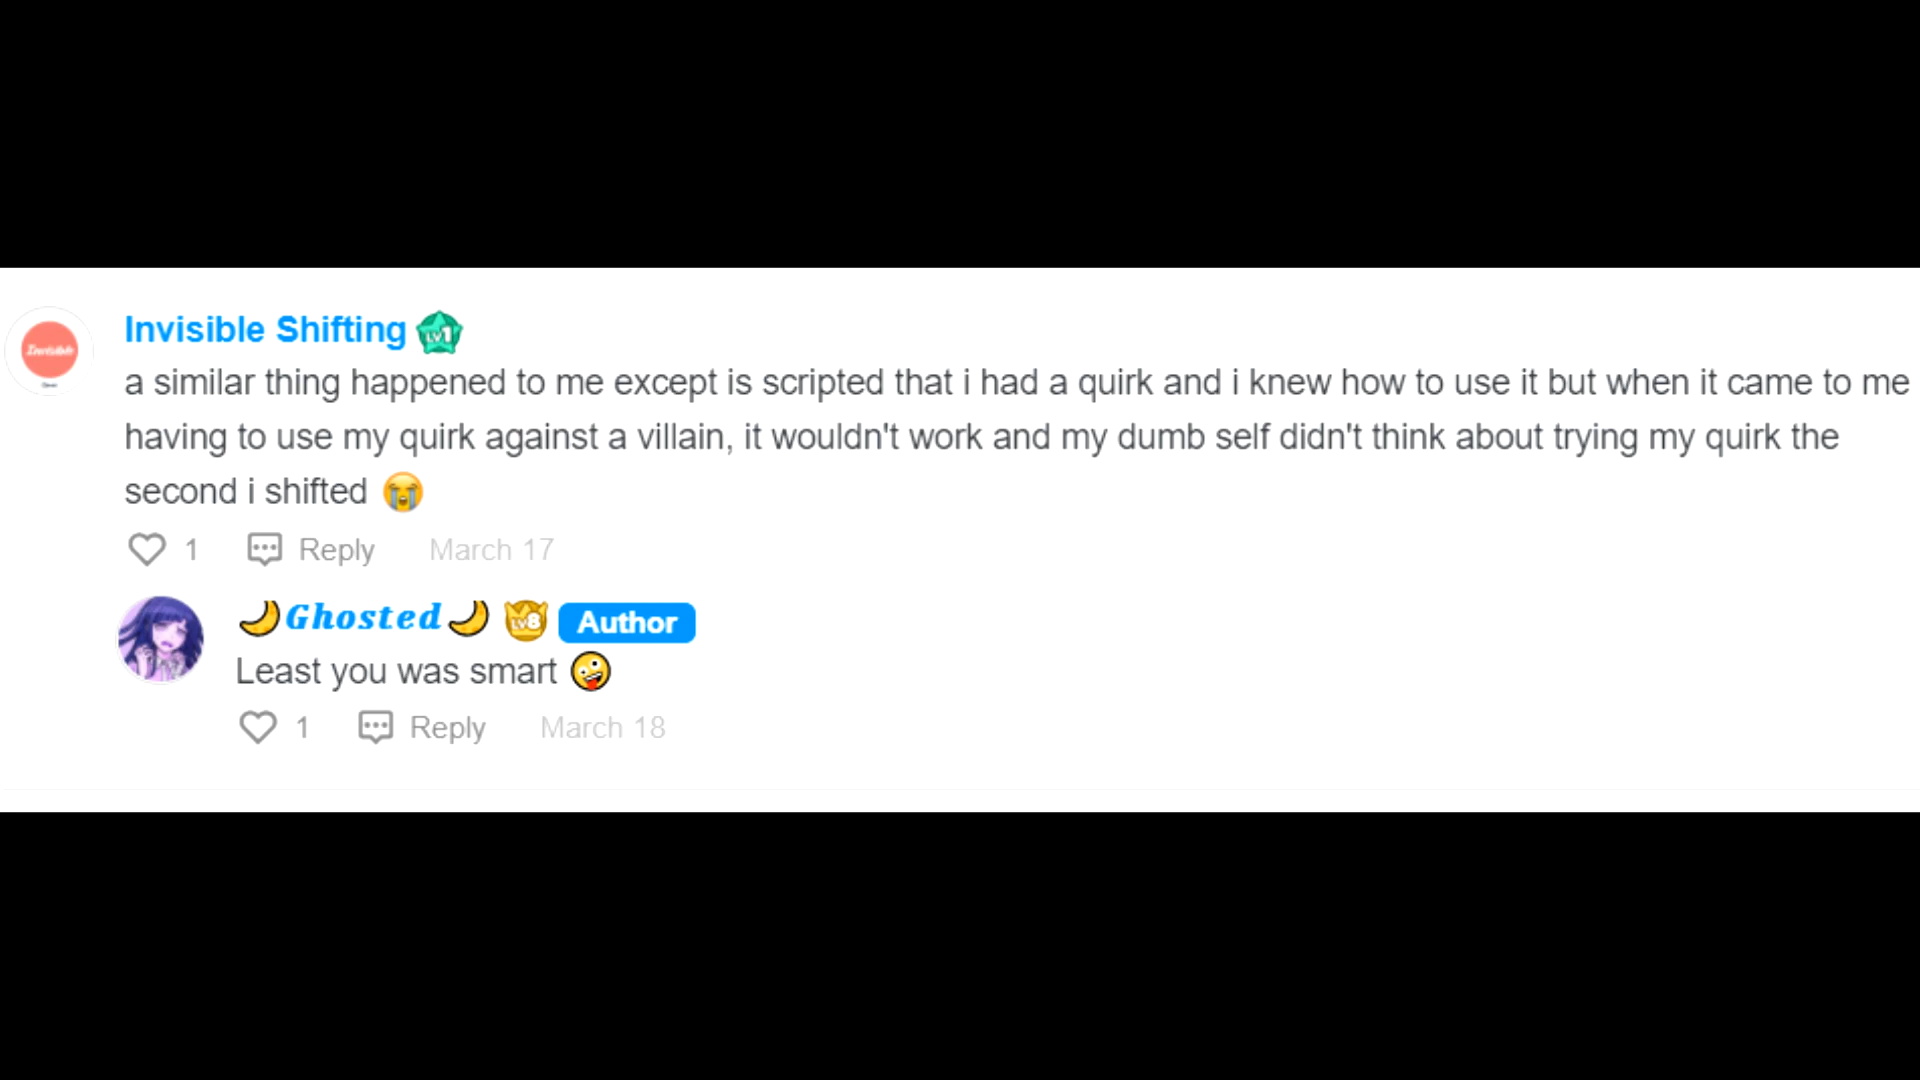 Invisible Shifting LV1
Invisible
a similar thing happened to me except is scripted that i had a quirk and i knew how to use it but when it came to me
having to use my quirk against a villain, it wouldn't work and my dumb self didn't think about trying my quirk the
second i shifted 😭
1 Reply March 17
🌙Ghosted🌙 LV8 Author
Least you was smart 🤪
1 Reply March 18